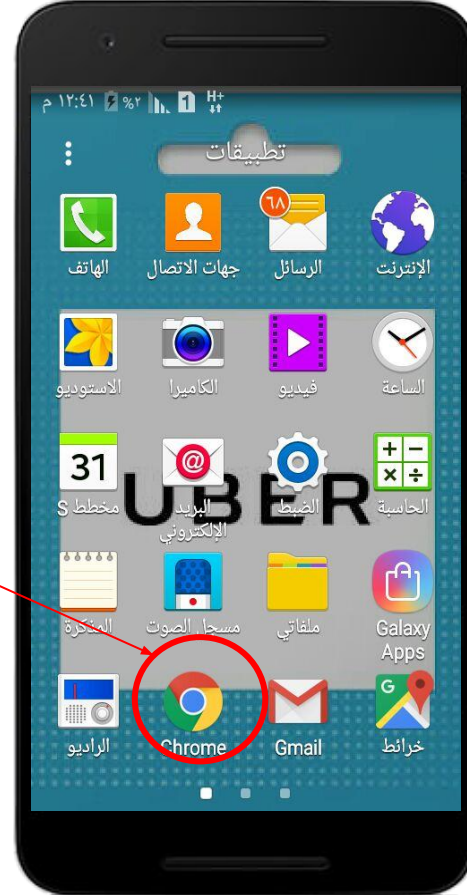 م ١٢:٤١ %٢ 1 H+
تطبيقات
٦٨
الإنترنت الرسائل جهات الاتصال الهاتف
الساعة فيديو الكاميرا الاستوديو
+ − × ÷ @ 31
الحاسبة الضبط البريد الإلكتروني مخطط S
UBER
Galaxy Apps ملفاتي مسجل الصوت المذكرة
G
خرائط Gmail Chrome الراديو